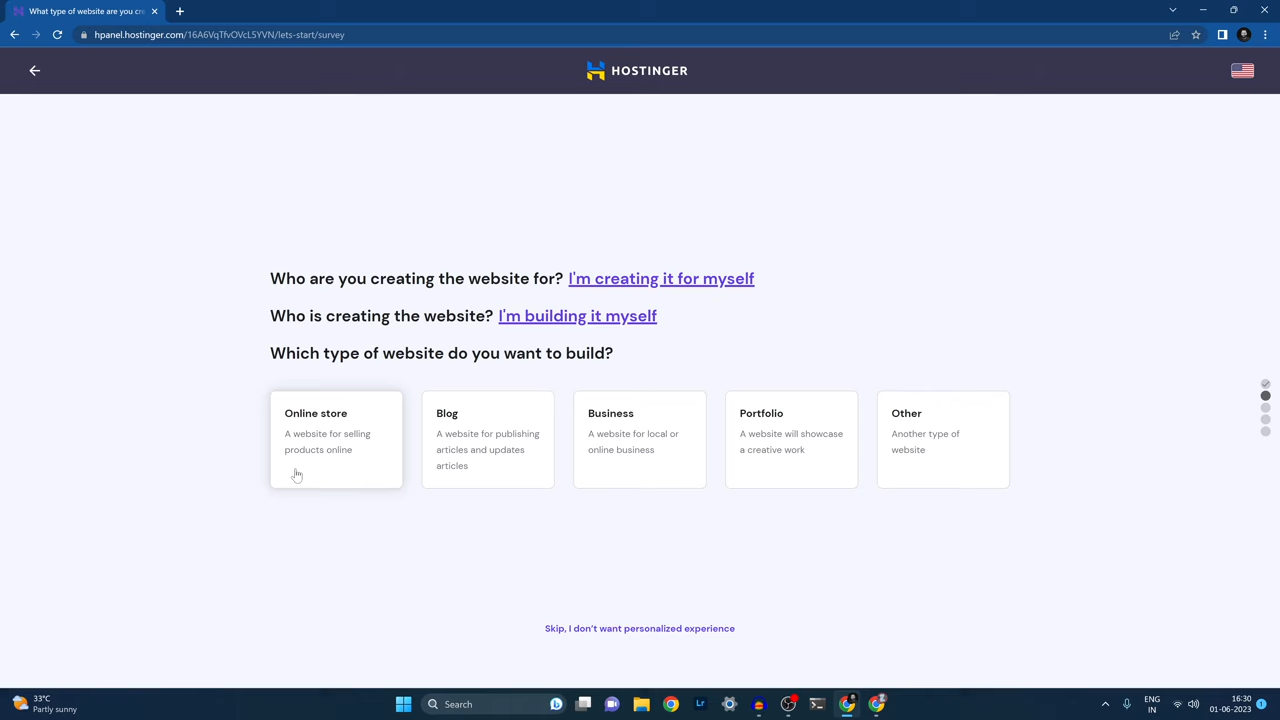 What type of website are you cre
hpanel.hostinger.com/16A6VqTfvOVcL5YVN/lets-start/survey
HOSTINGER
Who are you creating the website for? I'm creating it for myself
Who is creating the website? I'm building it myself
Which type of website do you want to build?
Online store
A website for selling
products online
Blog
A website for publishing
articles and updates
articles
Business
A website for local or
online business
Portfolio
A website will showcase
a creative work
Other
Another type of
website
Skip, I don't want personalized experience
33°C
Partly sunny
Search
Lr
ENG
IN
16:30
01-06-2023